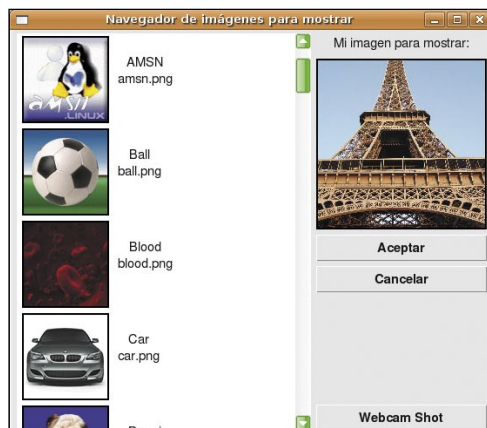 Navegador de imágenes para mostrar
AMSN
amsn.png
Ball
ball.png
Blood
blood.png
Car
car.png
Mi imagen para mostrar:
Aceptar
Cancelar
Webcam Shot
.LINUX